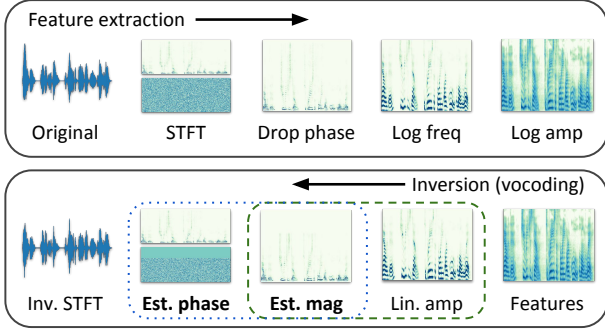 Feature extraction
Original STFT Drop phase Log freq Log amp
Inversion (vocoding)
Inv. STFT Est. phase Est. mag Lin. amp Features